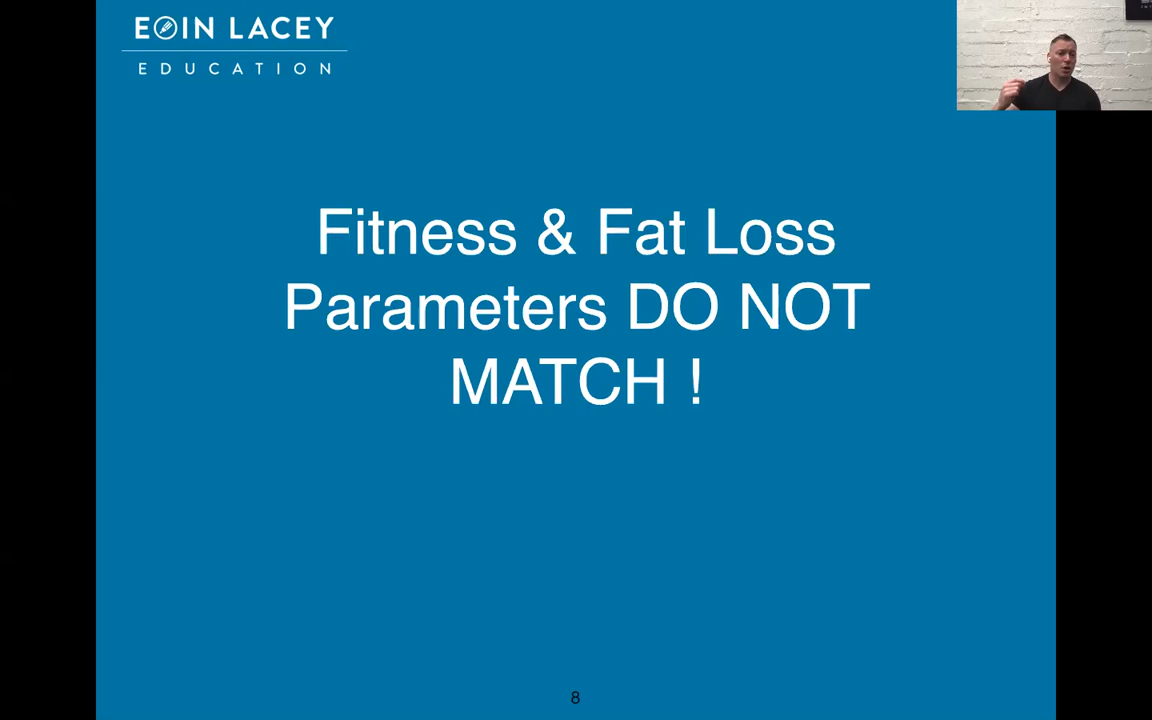 EOIN LACEY
EDUCATION
Fitness & Fat Loss
Parameters DO NOT
MATCH !
8